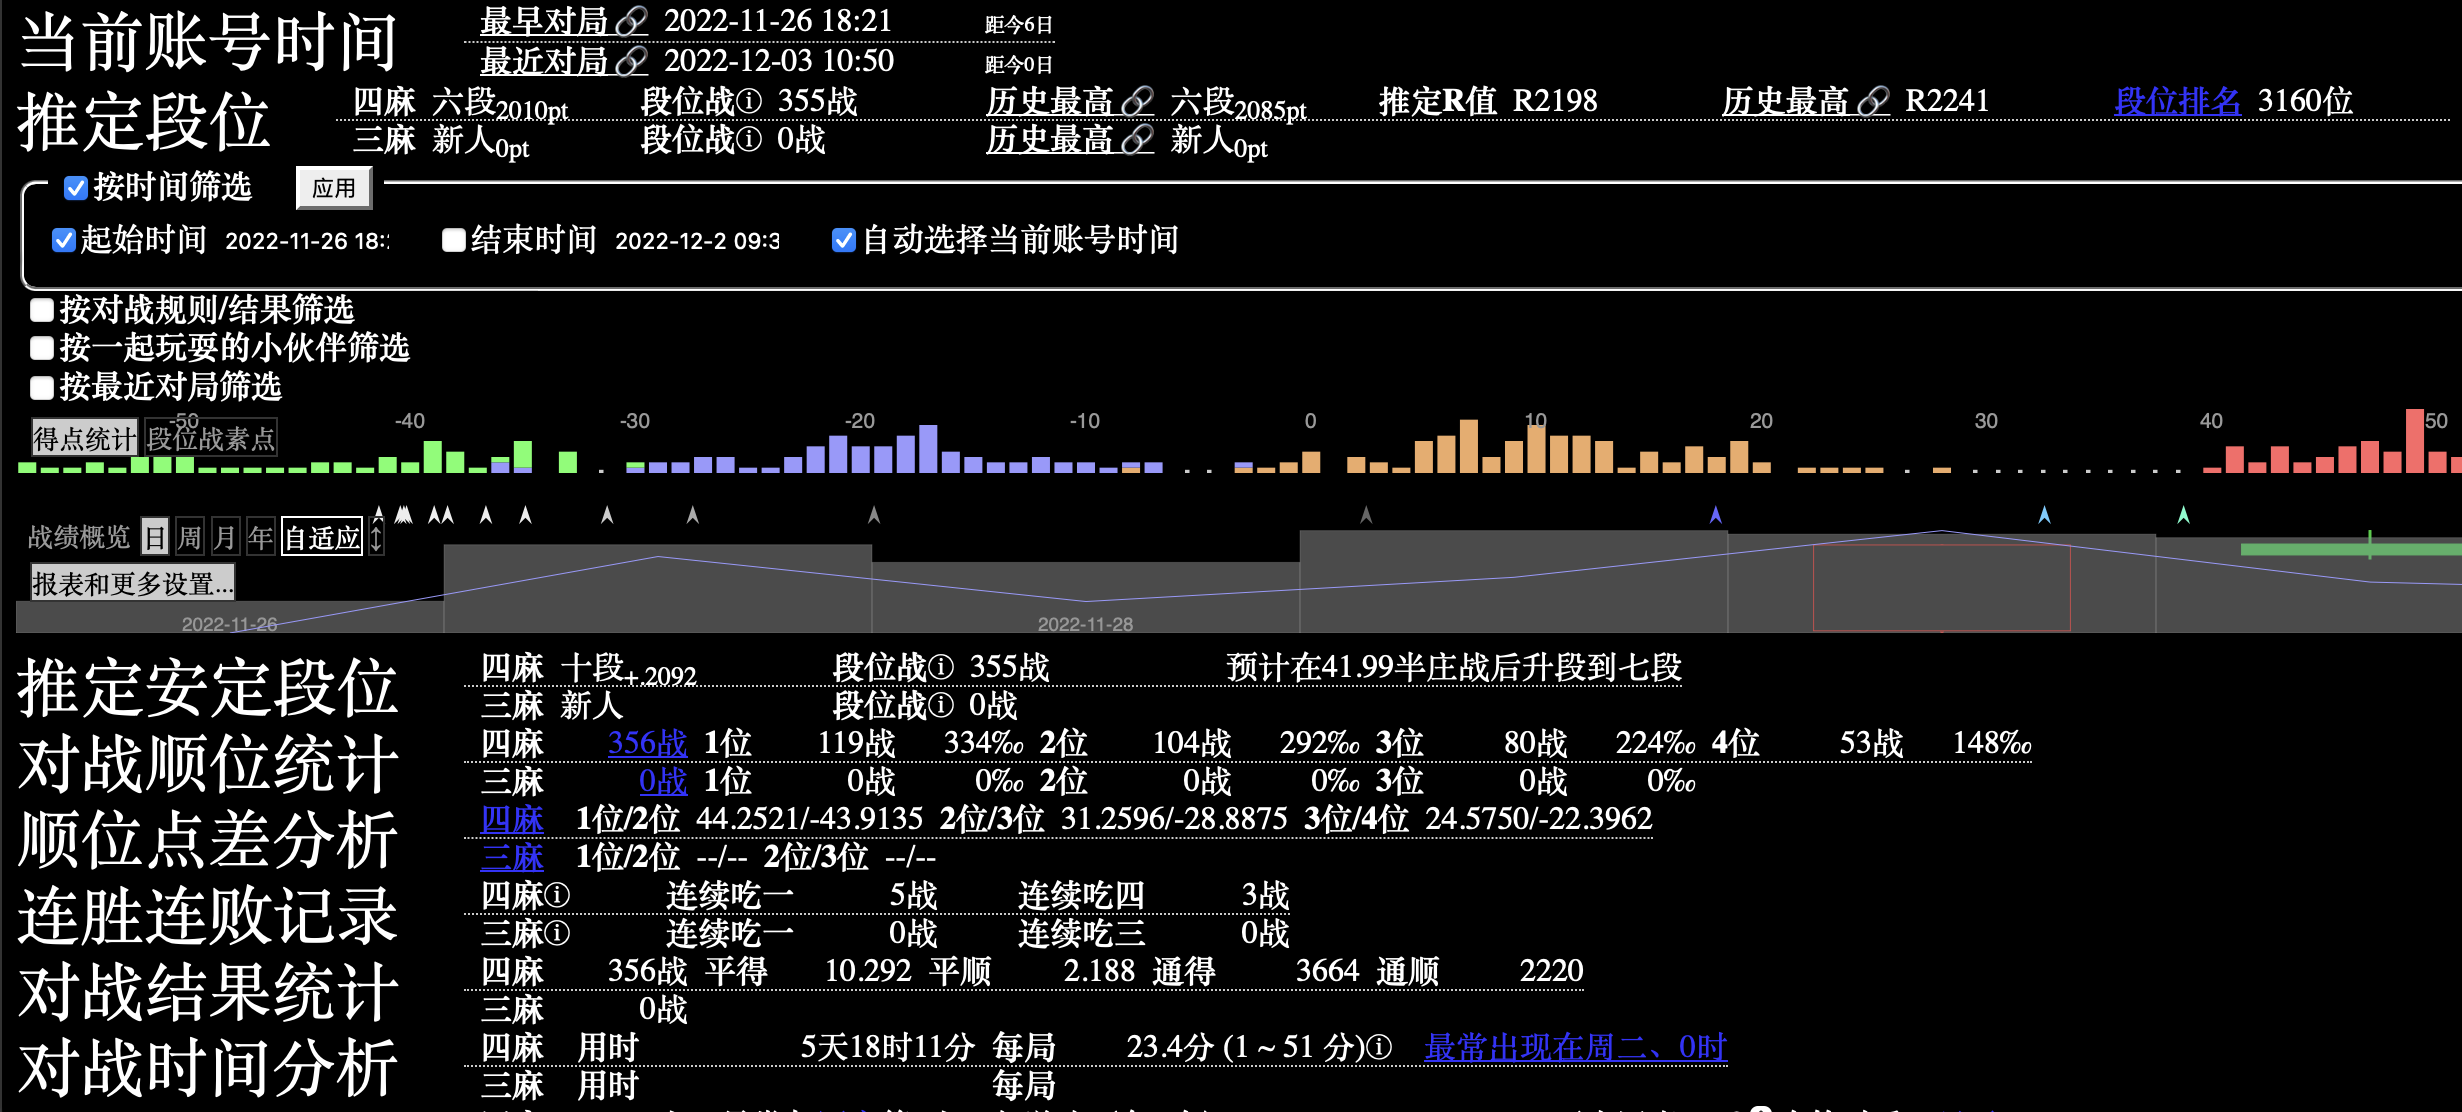 当前账号时间
最早对局🔗 2022-11-26 18:21 距今6日
最近对局🔗 2022-12-03 10:50 距今0日
推定段位
四麻 六段2010pt 段位战ⓘ 355战 历史最高🔗 六段2085pt 推定R值 R2198 历史最高🔗 R2241 段位排名 3160位
三麻 新人0pt 段位战ⓘ 0战 历史最高🔗 新人0pt
按时间筛选 应用
起始时间 2022-11-26 18: 结束时间 2022-12-2 09:3 自动选择当前账号时间
按对战规则/结果筛选
按一起玩耍的小伙伴筛选
按最近对局筛选
-50 -40 -30 -20 -10 0 10 20 30 40 50
得点统计 段位战素点
战绩概览 日 周 月 年 自适应 ↕
报表和更多设置...
2022-11-26 2022-11-28
推定安定段位
四麻 十段+.2092 段位战ⓘ 355战 预计在41.99半庄战后升段到七段
三麻 新人 段位战ⓘ 0战
对战顺位统计
四麻 356战 1位 119战 334‰ 2位 104战 292‰ 3位 80战 224‰ 4位 53战 148‰
三麻 0战 1位 0战 0‰ 2位 0战 0‰ 3位 0战 0‰
顺位点差分析
四麻 1位/2位 44.2521/-43.9135 2位/3位 31.2596/-28.8875 3位/4位 24.5750/-22.3962
三麻 1位/2位 --/-- 2位/3位 --/--
连胜连败记录
四麻ⓘ 连续吃一 5战 连续吃四 3战
三麻ⓘ 连续吃一 0战 连续吃三 0战
对战结果统计
四麻 356战 平得 10.292 平顺 2.188 通得 3664 通顺 2220
三麻 0战
对战时间分析
四麻 用时 5天18时11分 每局 23.4分 (1 ~ 51 分)ⓘ 最常出现在周二、0时
三麻 用时 每局